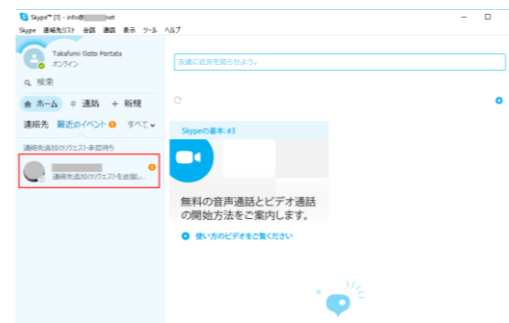 Skype™ [1] - info@ net
Skype 連絡先リスト 会話 通話 表示 ツール ヘルプ
Takafumi Goto Portata
オンライン
友達に近況を知らせよう。
検索
ホーム 通話 + 新規
連絡先 最近のイベント すべて
Skypeの基本: #3
連絡先追加のリクエスト承認待ち
連絡先追加のリクエストを送信し...
無料の音声通話とビデオ通話
の開始方法をご案内します。
使い方のビデオをご覧ください